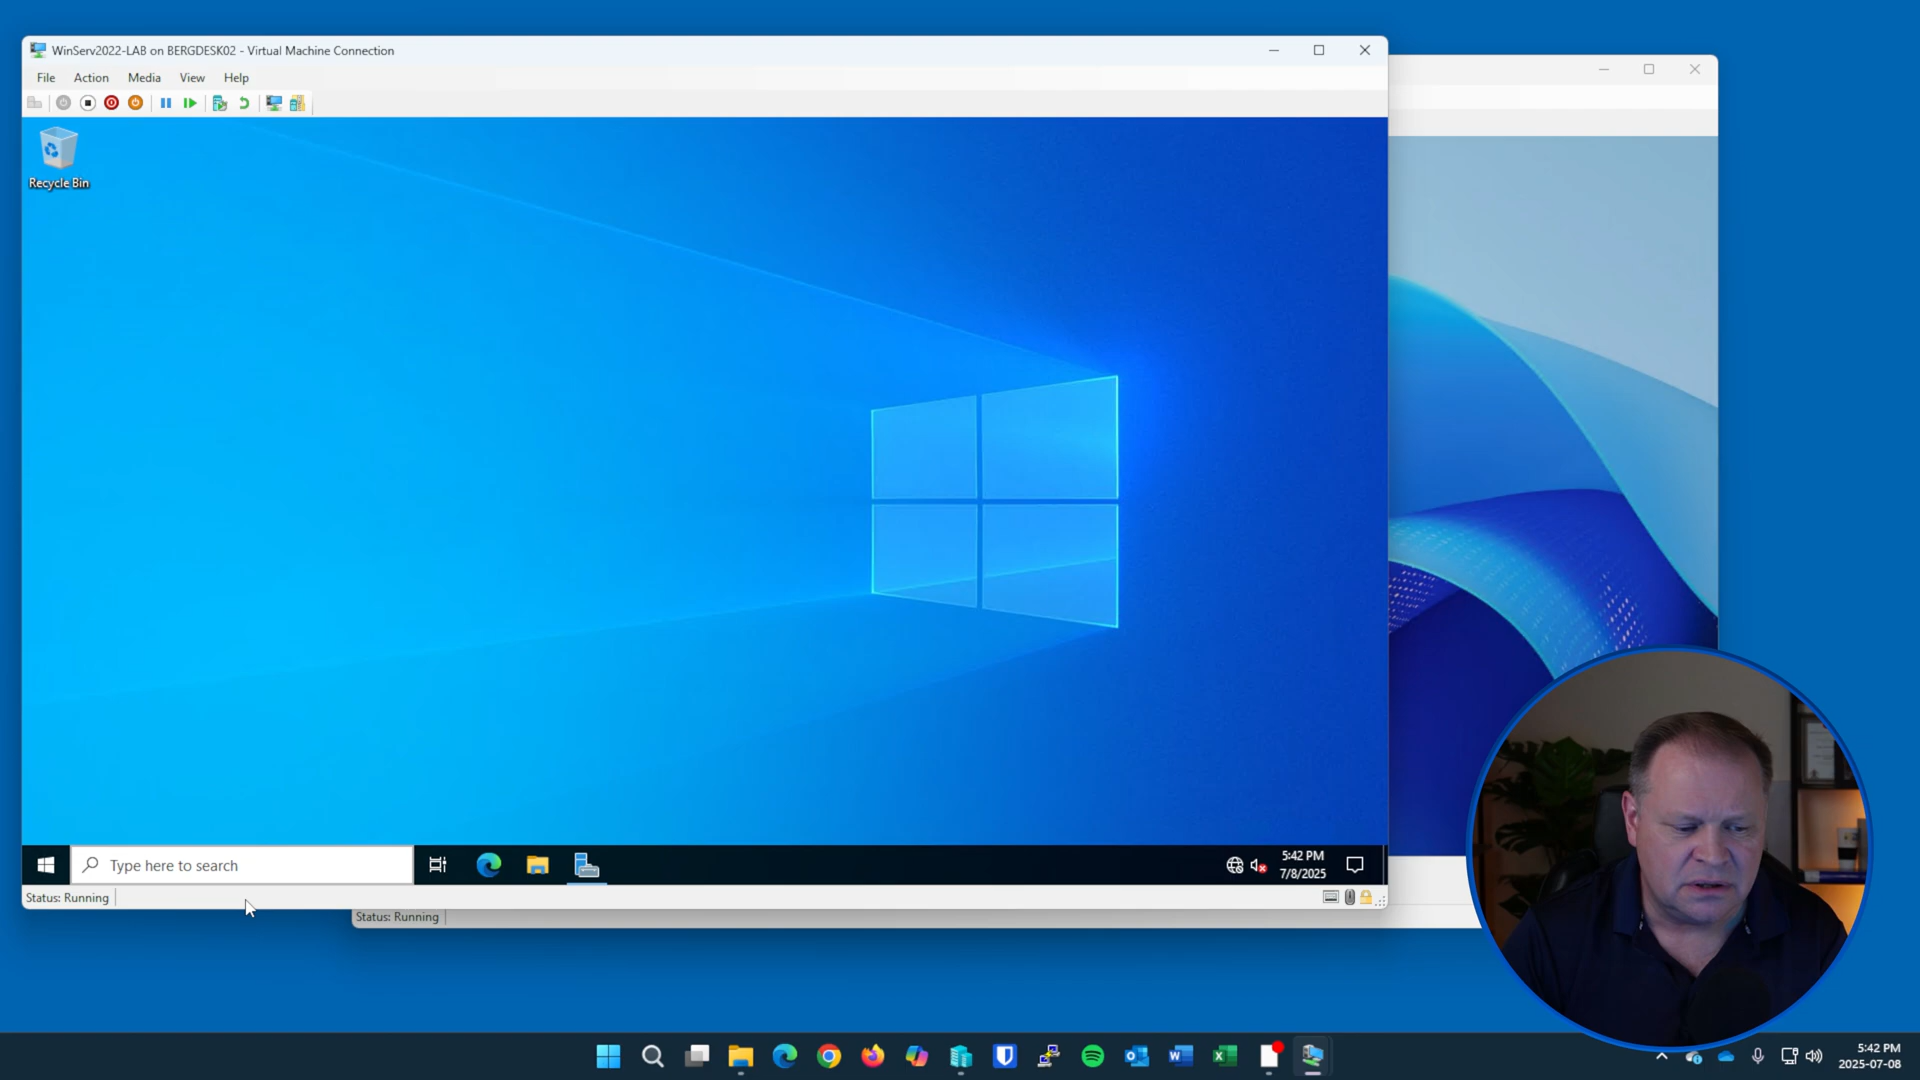 WinServ2022-LAB on BERGDESK02 - Virtual Machine Connection
File Action Media View Help
Recycle Bin
Type here to search
5:42 PM
7/8/2025
Status: Running
Status: Running
5:42 PM
2025-07-08